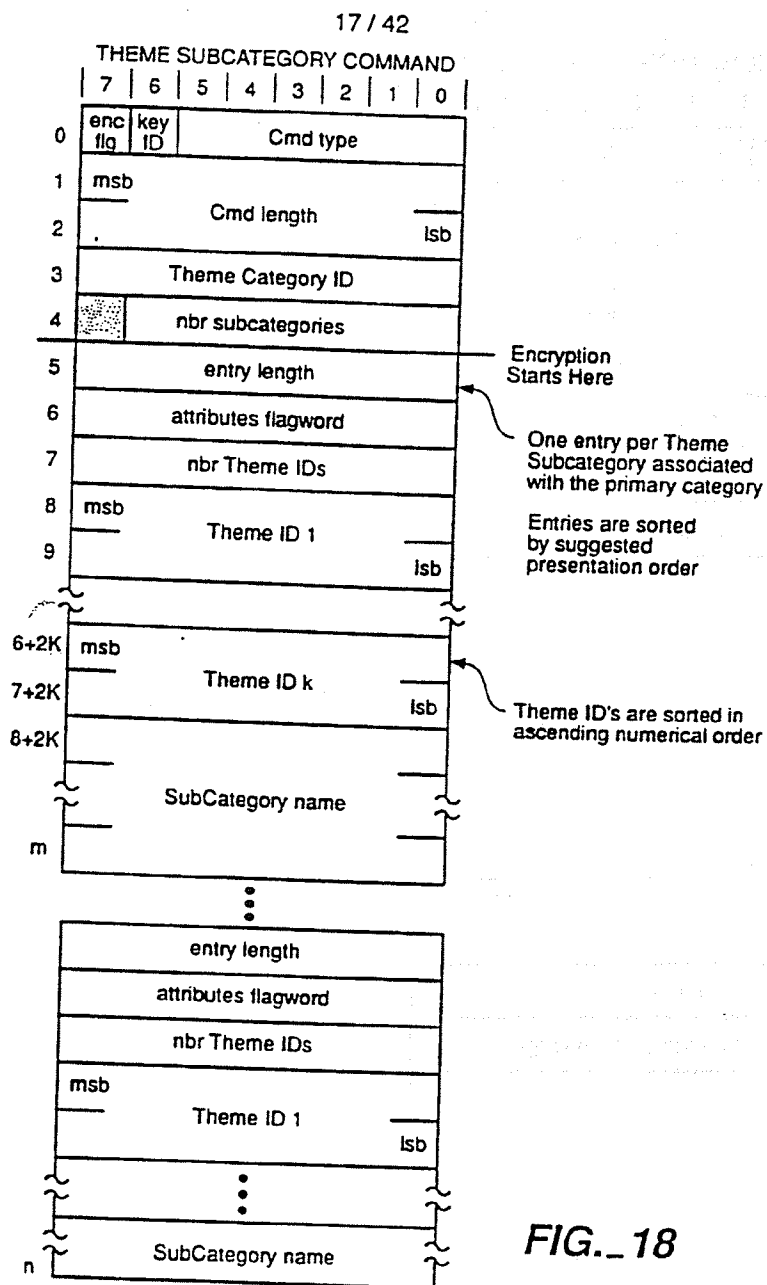 17 / 42
THEME SUBCATEGORY COMMAND
| 7 | 6 | 5 | 4 | 3 | 2 | 1 | 0 |
0 enc flg key ID Cmd type
1 msb
Cmd length
2 lsb
3 Theme Category ID
4 nbr subcategories
Encryption
Starts Here
5 entry length
6 attributes flagword
One entry per Theme
Subcategory associated
with the primary category
7 nbr Theme IDs
8 msb
Theme ID 1
9 lsb
Entries are sorted
by suggested
presentation order
6+2K msb
Theme ID k
7+2K lsb
Theme ID's are sorted in
ascending numerical order
8+2K
SubCategory name
m
entry length
attributes flagword
nbr Theme IDs
msb
Theme ID 1
lsb
n SubCategory name
FIG._18